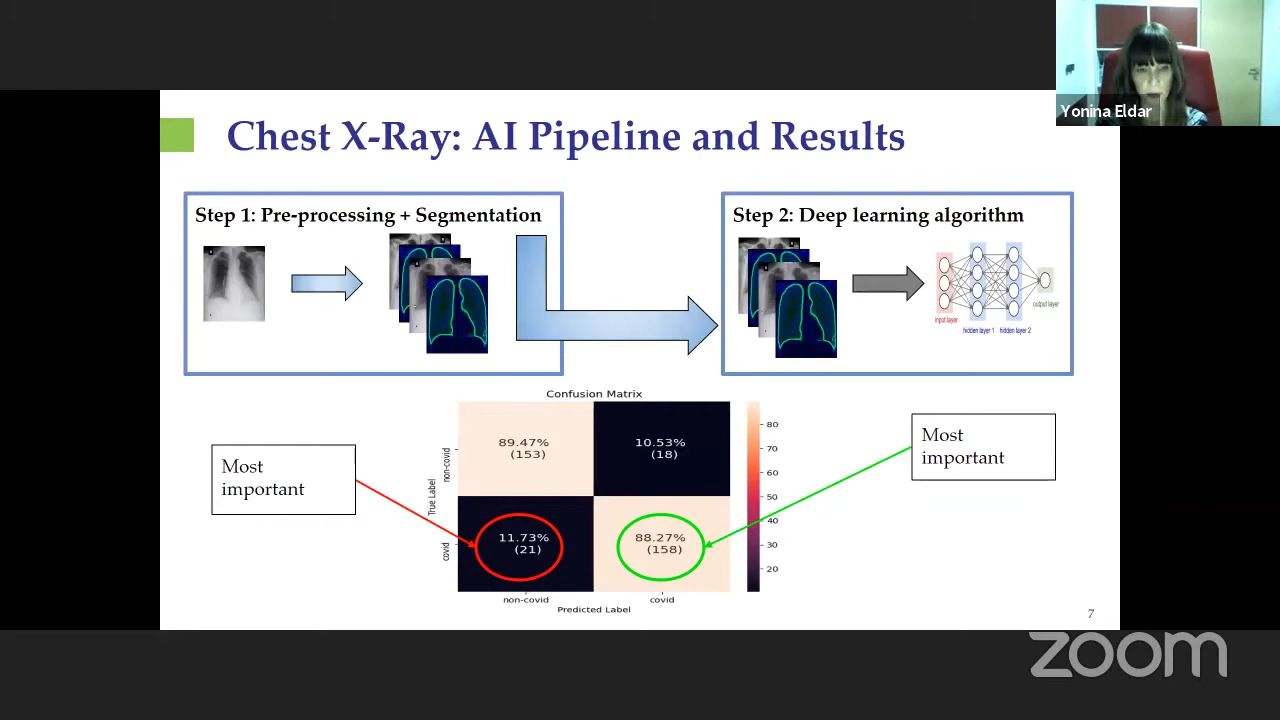 Yonina Eldar
Chest X-Ray: AI Pipeline and Results
Step 1: Pre-processing + Segmentation
Step 2: Deep learning algorithm
input layer
hidden layer 1
hidden layer 2
output layer
Most
important
Confusion Matrix
True Label
non-covid
covid
89.47%
(153)
10.53%
(18)
11.73%
(21)
88.27%
(158)
non-covid
covid
Predicted Label
80
70
60
50
40
30
20
Most
important
7
zoom